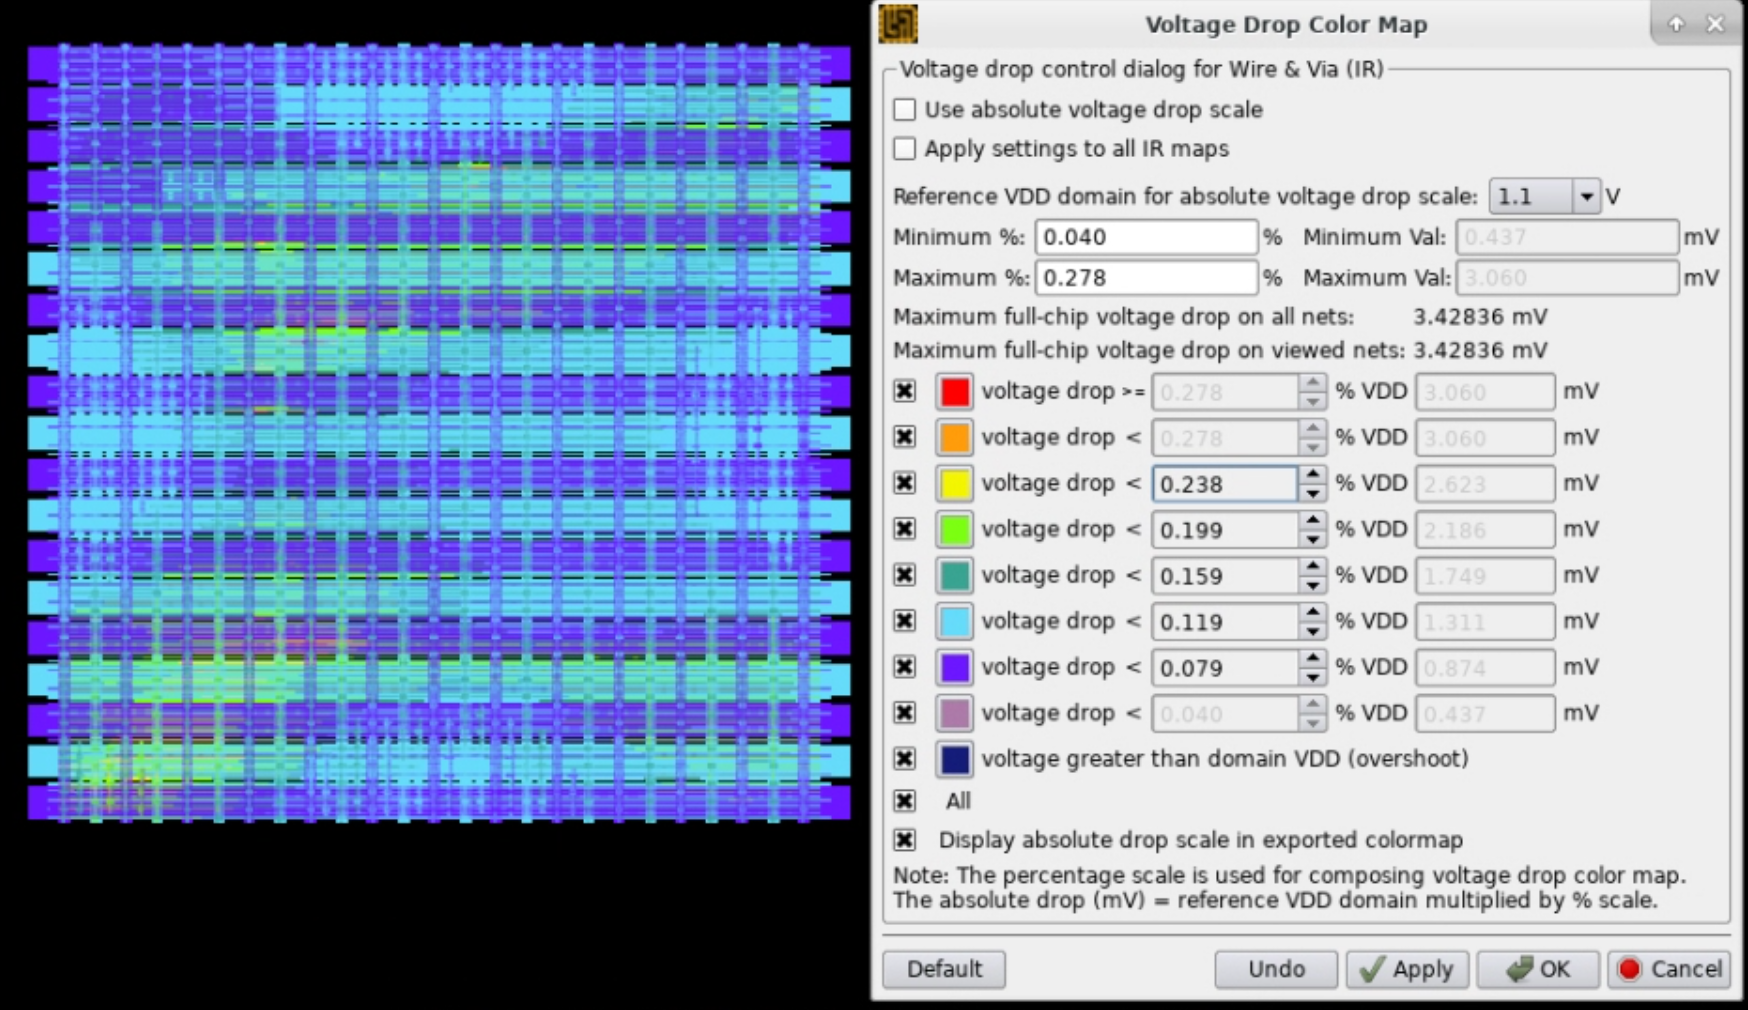 Voltage Drop Color Map
Voltage drop control dialog for Wire & Via (IR)
Use absolute voltage drop scale
Apply settings to all IR maps
Reference VDD domain for absolute voltage drop scale: 1.1 V
Minimum %: 0.040 % Minimum Val: 0.437 mV
Maximum %: 0.278 % Maximum Val: 3.060 mV
Maximum full-chip voltage drop on all nets: 3.42836 mV
Maximum full-chip voltage drop on viewed nets: 3.42836 mV
voltage drop >= 0.278 % VDD 3.060 mV
voltage drop < 0.278 % VDD 3.060 mV
voltage drop < 0.238 % VDD 2.623 mV
voltage drop < 0.199 % VDD 2.186 mV
voltage drop < 0.159 % VDD 1.749 mV
voltage drop < 0.119 % VDD 1.311 mV
voltage drop < 0.079 % VDD 0.874 mV
voltage drop < 0.040 % VDD 0.437 mV
voltage greater than domain VDD (overshoot)
All
Display absolute drop scale in exported colormap
Note: The percentage scale is used for composing voltage drop color map.
The absolute drop (mV) = reference VDD domain multiplied by % scale.
Default Undo Apply OK Cancel